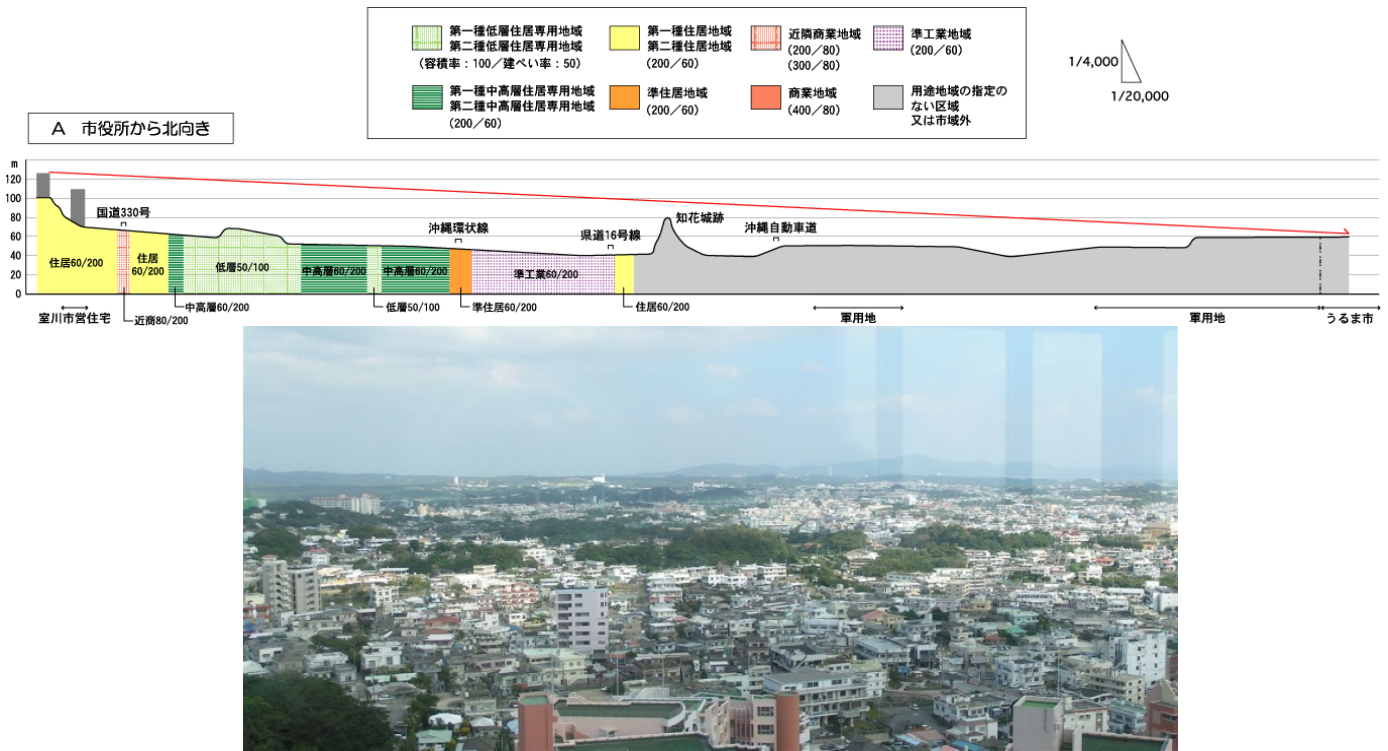 第一種低層住居専用地域
第二種低層住居専用地域
(容積率：100／建ぺい率：50)
第一種住居地域
第二種住居地域
(200／60)
近隣商業地域
(200／80)
(300／80)
準工業地域
(200／60)
第一種中高層住居専用地域
第二種中高層住居専用地域
(200／60)
準住居地域
(200／60)
商業地域
(400／80)
用途地域の指定の
ない区域
又は市域外
1/4,000
1/20,000
A 市役所から北向き
m
120
100
80
60
40
20
0
国道330号
沖縄環状線
県道16号線
知花城跡
沖縄自動車道
住居60/200
住居
60/200
低層50/100
中高層60/200
中高層60/200
準工業60/200
室川市営住宅
近商80/200
中高層60/200
低層50/100
準住居60/200
住居60/200
軍用地
軍用地
うるま市